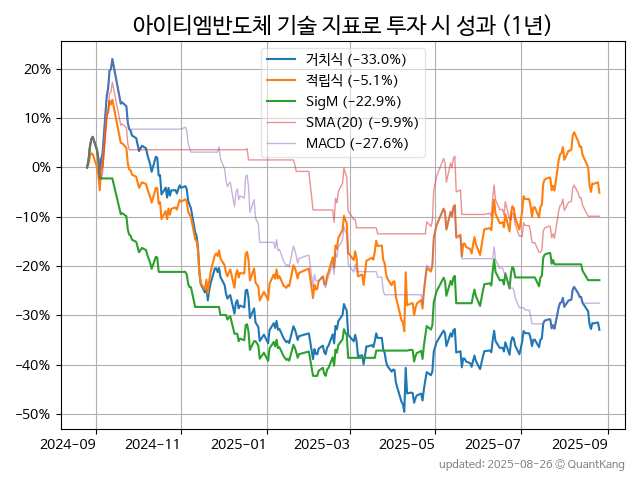 아이티엠반도체 기술 지표로 투자 시 성과 (1년)
거치식 (−33.0%)
적립식 (−5.1%)
SigM (−22.9%)
SMA(20) (−9.9%)
MACD (−27.6%)
20%
10%
0%
−10%
−20%
−30%
−40%
−50%
2024-09 2024-11 2025-01 2025-03 2025-05 2025-07 2025-09
updated: 2025-08-26 © QuantKang